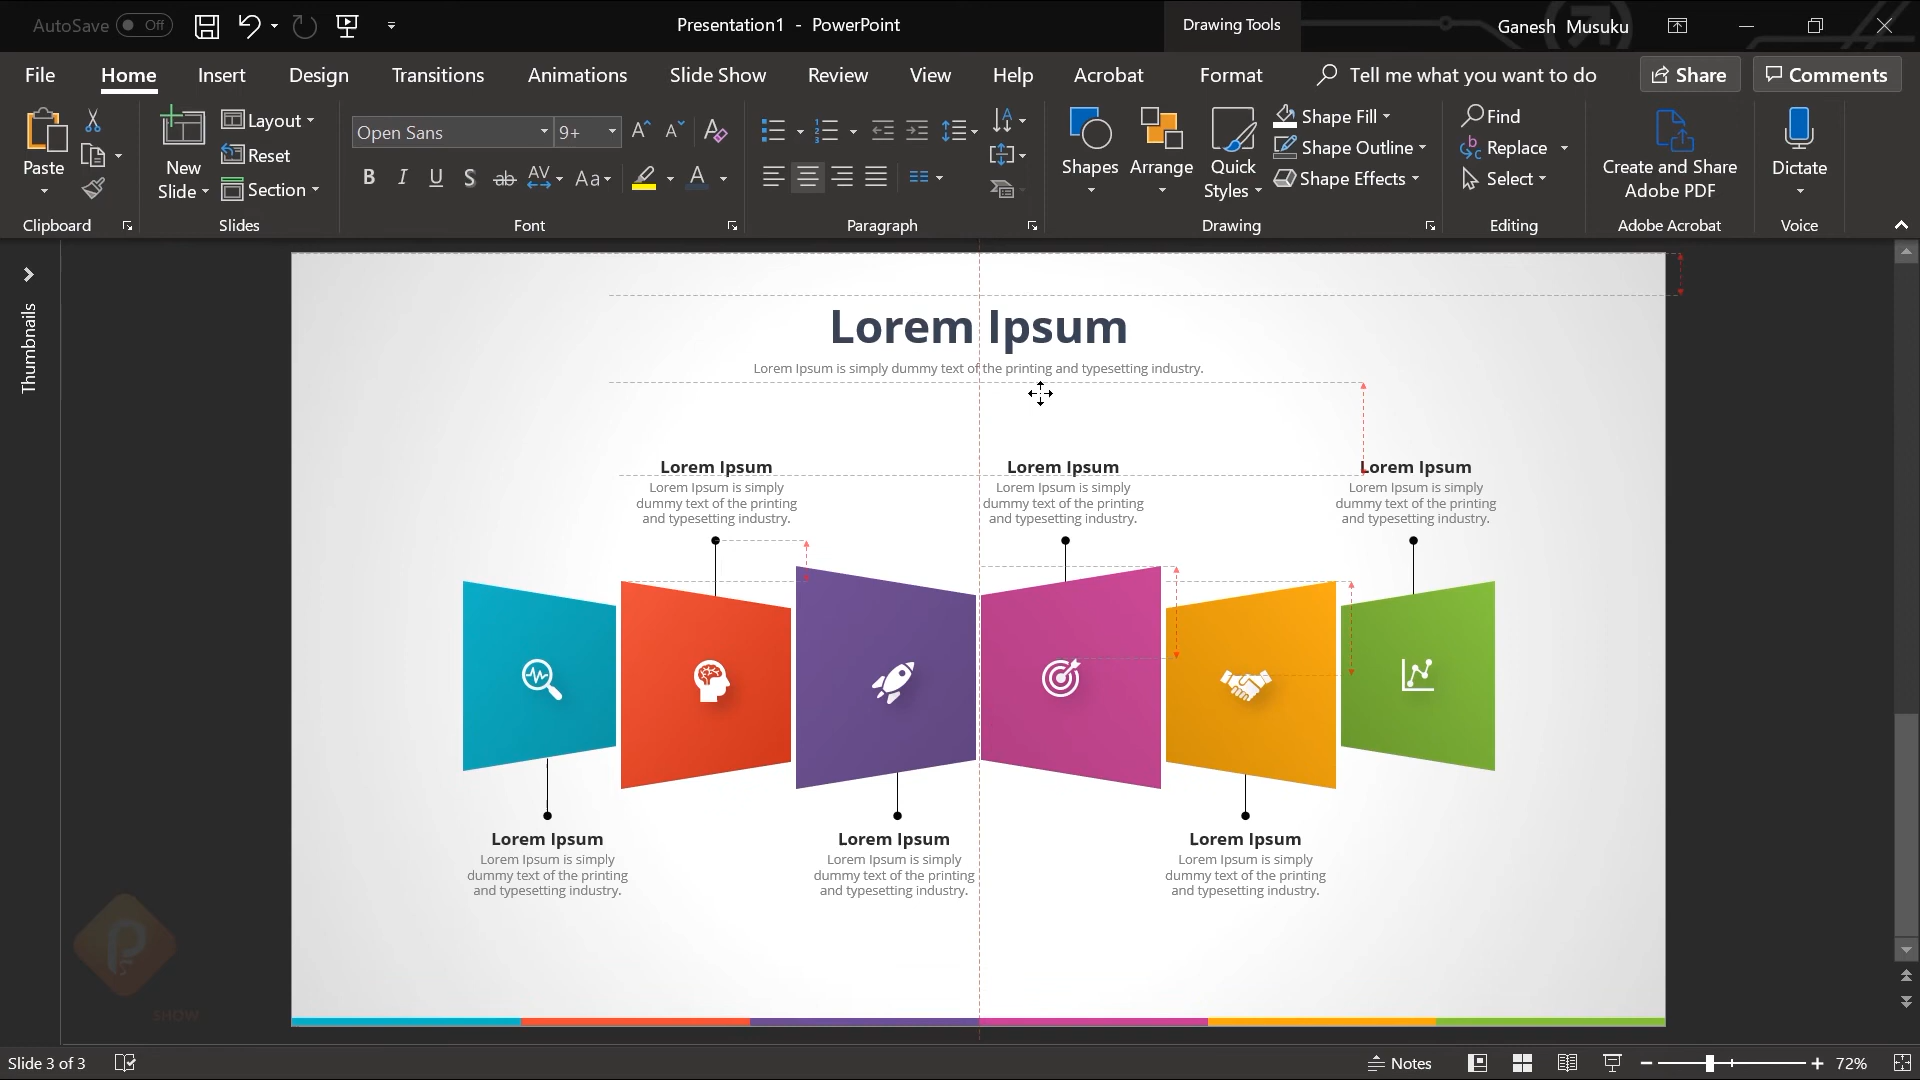 AutoSave Off
Presentation1 - PowerPoint
Drawing Tools
Ganesh Musuku
File Home Insert Design Transitions Animations Slide Show Review View Help Acrobat Format Tell me what you want to do Share Comments
Paste
Clipboard
New Slide
Layout
Reset
Section
Slides
Open Sans 9+
B I U S ab AV Aa A
Font
Paragraph
Shapes
Arrange
Quick Styles
Shape Fill
Shape Outline
Shape Effects
Drawing
Find
Replace
Select
Editing
Create and Share
Adobe PDF
Adobe Acrobat
Dictate
Voice
Thumbnails
Lorem Ipsum
Lorem Ipsum is simply dummy text of the printing and typesetting industry.
Lorem Ipsum
Lorem Ipsum is simply
dummy text of the printing
and typesetting industry.
Lorem Ipsum
Lorem Ipsum is simply
dummy text of the printing
and typesetting industry.
Lorem Ipsum
Lorem Ipsum is simply
dummy text of the printing
and typesetting industry.
Lorem Ipsum
Lorem Ipsum is simply
dummy text of the printing
and typesetting industry.
Lorem Ipsum
Lorem Ipsum is simply
dummy text of the printing
and typesetting industry.
Lorem Ipsum
Lorem Ipsum is simply
dummy text of the printing
and typesetting industry.
SHOW
Slide 3 of 3
Notes
72%